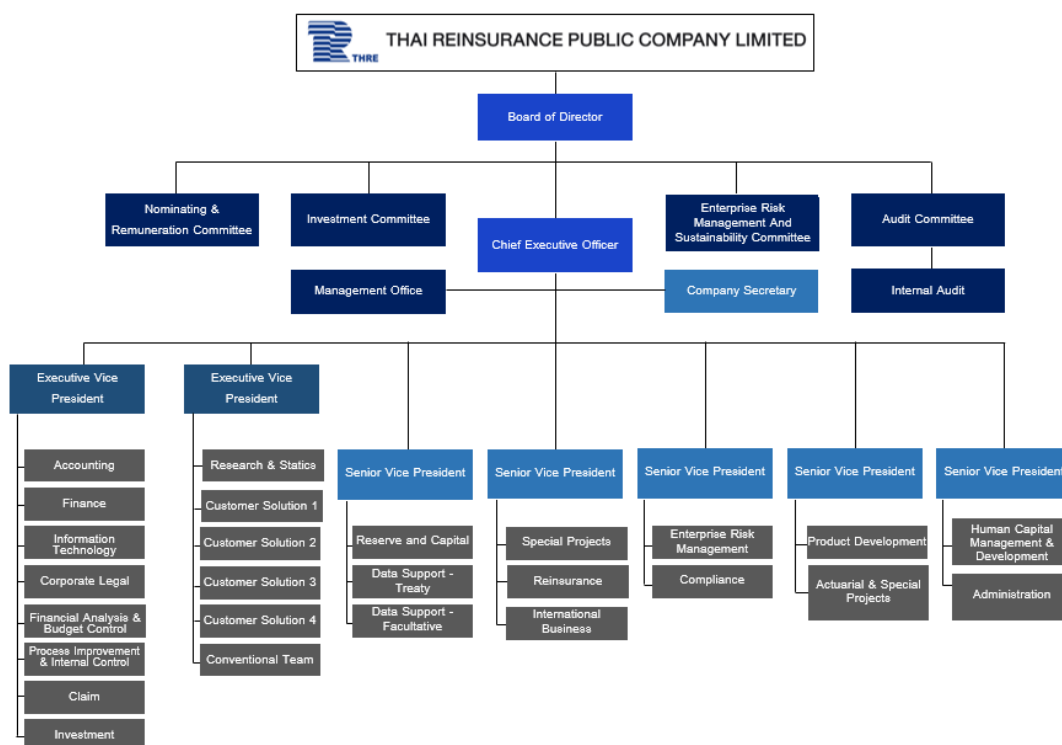 THRE
THAI REINSURANCE PUBLIC COMPANY LIMITED
Board of Director
Nominating &
Remuneration Committee
Investment Committee
Chief Executive Officer
Enterprise Risk
Management And
Sustainability Committee
Audit Committee
Management Office
Company Secretary
Internal Audit
Executive Vice
President
Accounting
Finance
Information
Technology
Corporate Legal
Financial Analysis &
Budget Control
Process Improvement
& Internal Control
Claim
Investment
Executive Vice
President
Research & Statics
Customer Solution 1
Customer Solution 2
Customer Solution 3
Customer Solution 4
Conventional Team
Senior Vice President
Reserve and Capital
Data Support -
Treaty
Data Support -
Facultative
Senior Vice President
Special Projects
Reinsurance
International
Business
Senior Vice President
Enterprise Risk
Management
Compliance
Senior Vice President
Product Development
Actuarial & Special
Projects
Senior Vice President
Human Capital
Management &
Development
Administration